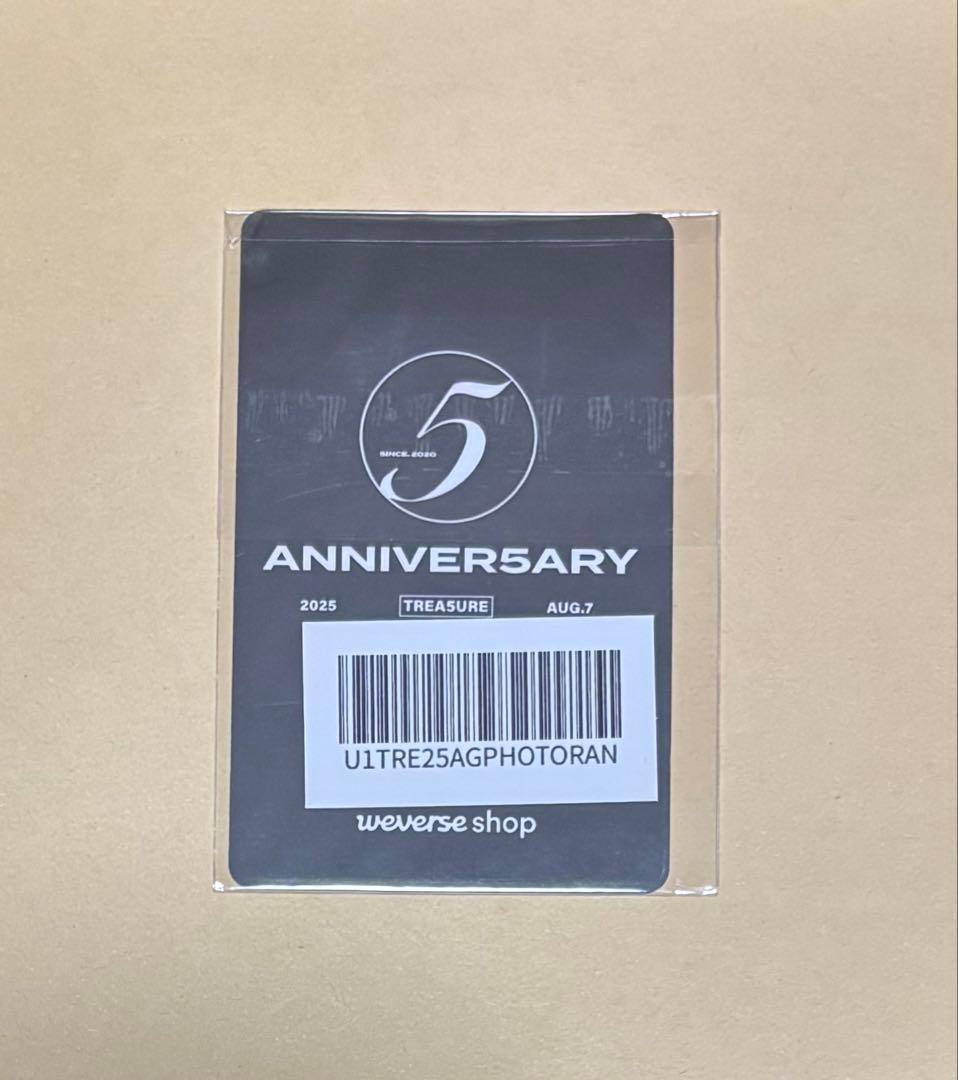 5
SINCE. 2020
ANNIVER5ARY
2025 TREA5URE AUG.7
U1TRE25AGPHOTORAN
weverse shop